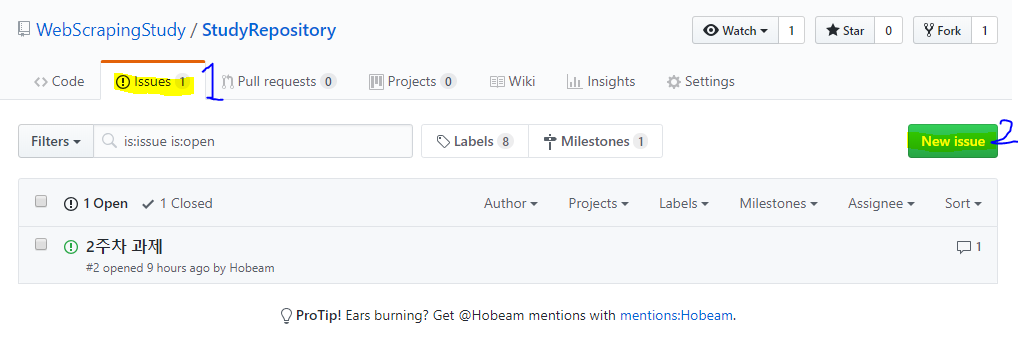 WebScrapingStudy / StudyRepository Watch 1 Star 0 Fork 1
Code Issues 1 1 Pull requests 0 Projects 0 Wiki Insights Settings
Filters is:issue is:open Labels 8 Milestones 1 New issue 2
1 Open 1 Closed Author Projects Labels Milestones Assignee Sort
2주차 과제 1
#2 opened 9 hours ago by Hobeam
ProTip! Ears burning? Get @Hobeam mentions with mentions:Hobeam.